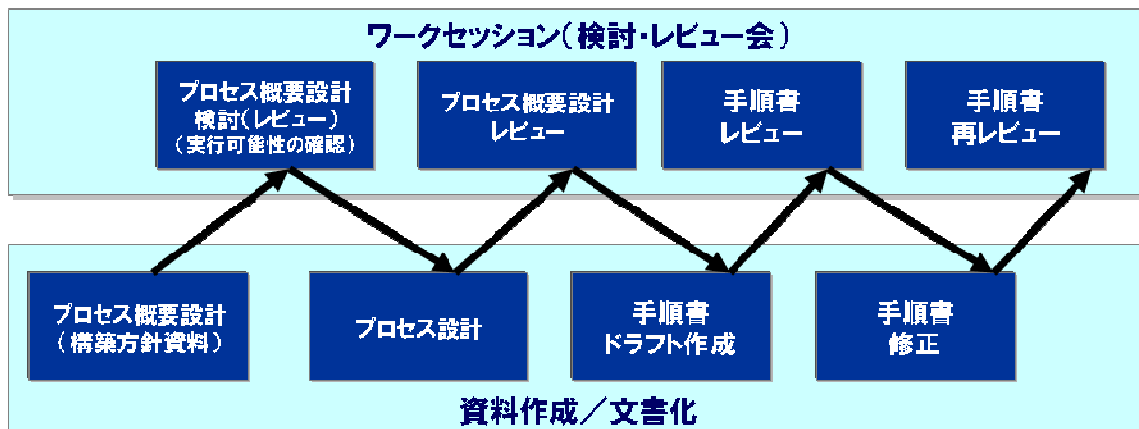 ワークセッション(検討・レビュー会)
プロセス概要設計
検討(レビュー)
(実行可能性の確認)
プロセス概要設計
レビュー
手順書
レビュー
手順書
再レビュー
プロセス概要設計
(構築方針資料)
プロセス設計
手順書
ドラフト作成
手順書
修正
資料作成/文書化